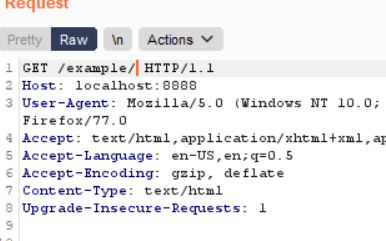 Request
Pretty Raw \n Actions
1 GET /example/ HTTP/1.1
2 Host: localhost:8888
3 User-Agent: Mozilla/5.0 (Windows NT 10.0;
Firefox/77.0
4 Accept: text/html,application/xhtml+xml,ap
5 Accept-Language: en-US,en;q=0.5
6 Accept-Encoding: gzip, deflate
7 Content-Type: text/html
8 Upgrade-Insecure-Requests: 1
9